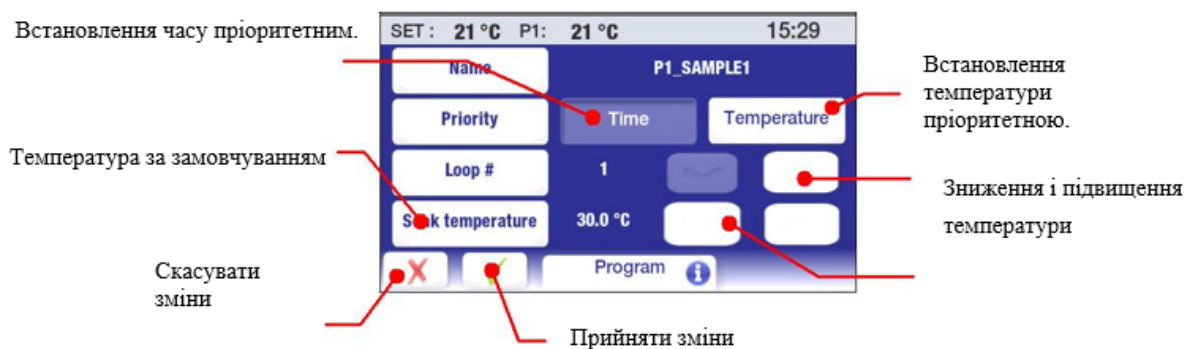 Встановлення часу пріоритетним.
SET : 21 °C P1: 21 °C 15:29
Name P1_SAMPLE1
Встановлення
температури
пріоритетною.
Priority Time Temperature
Температура за замовчуванням
Loop # 1
Зниження і підвищення
температури
Soak temperature 30.0 °C
Скасувати
зміни
Program i
Прийняти зміни